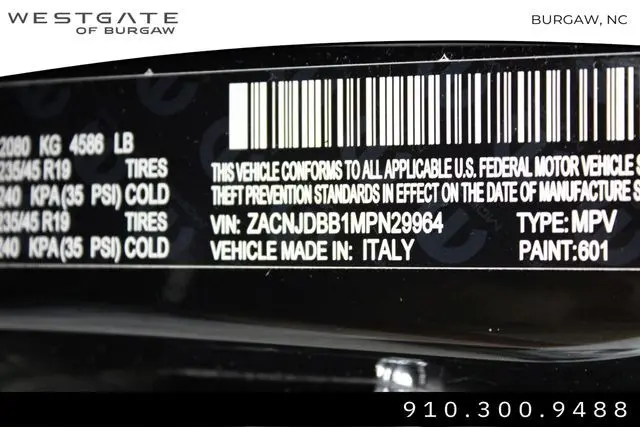 WESTGATE
OF BURGAW
BURGAW, NC
2080 KG 4586 LB
235/45 R19 TIRES
240 KPA(35 PSI) COLD
235/45 R19 TIRES
240 KPA(35 PSI) COLD
THIS VEHICLE CONFORMS TO ALL APPLICABLE U.S. FEDERAL MOTOR VEHICLE S
THEFT PREVENTION STANDARDS IN EFFECT ON THE DATE OF MANUFACTURE S
VIN: ZACNJDBB1MPN29964 TYPE: MPV
VEHICLE MADE IN: ITALY PAINT: 601
910.300.9488